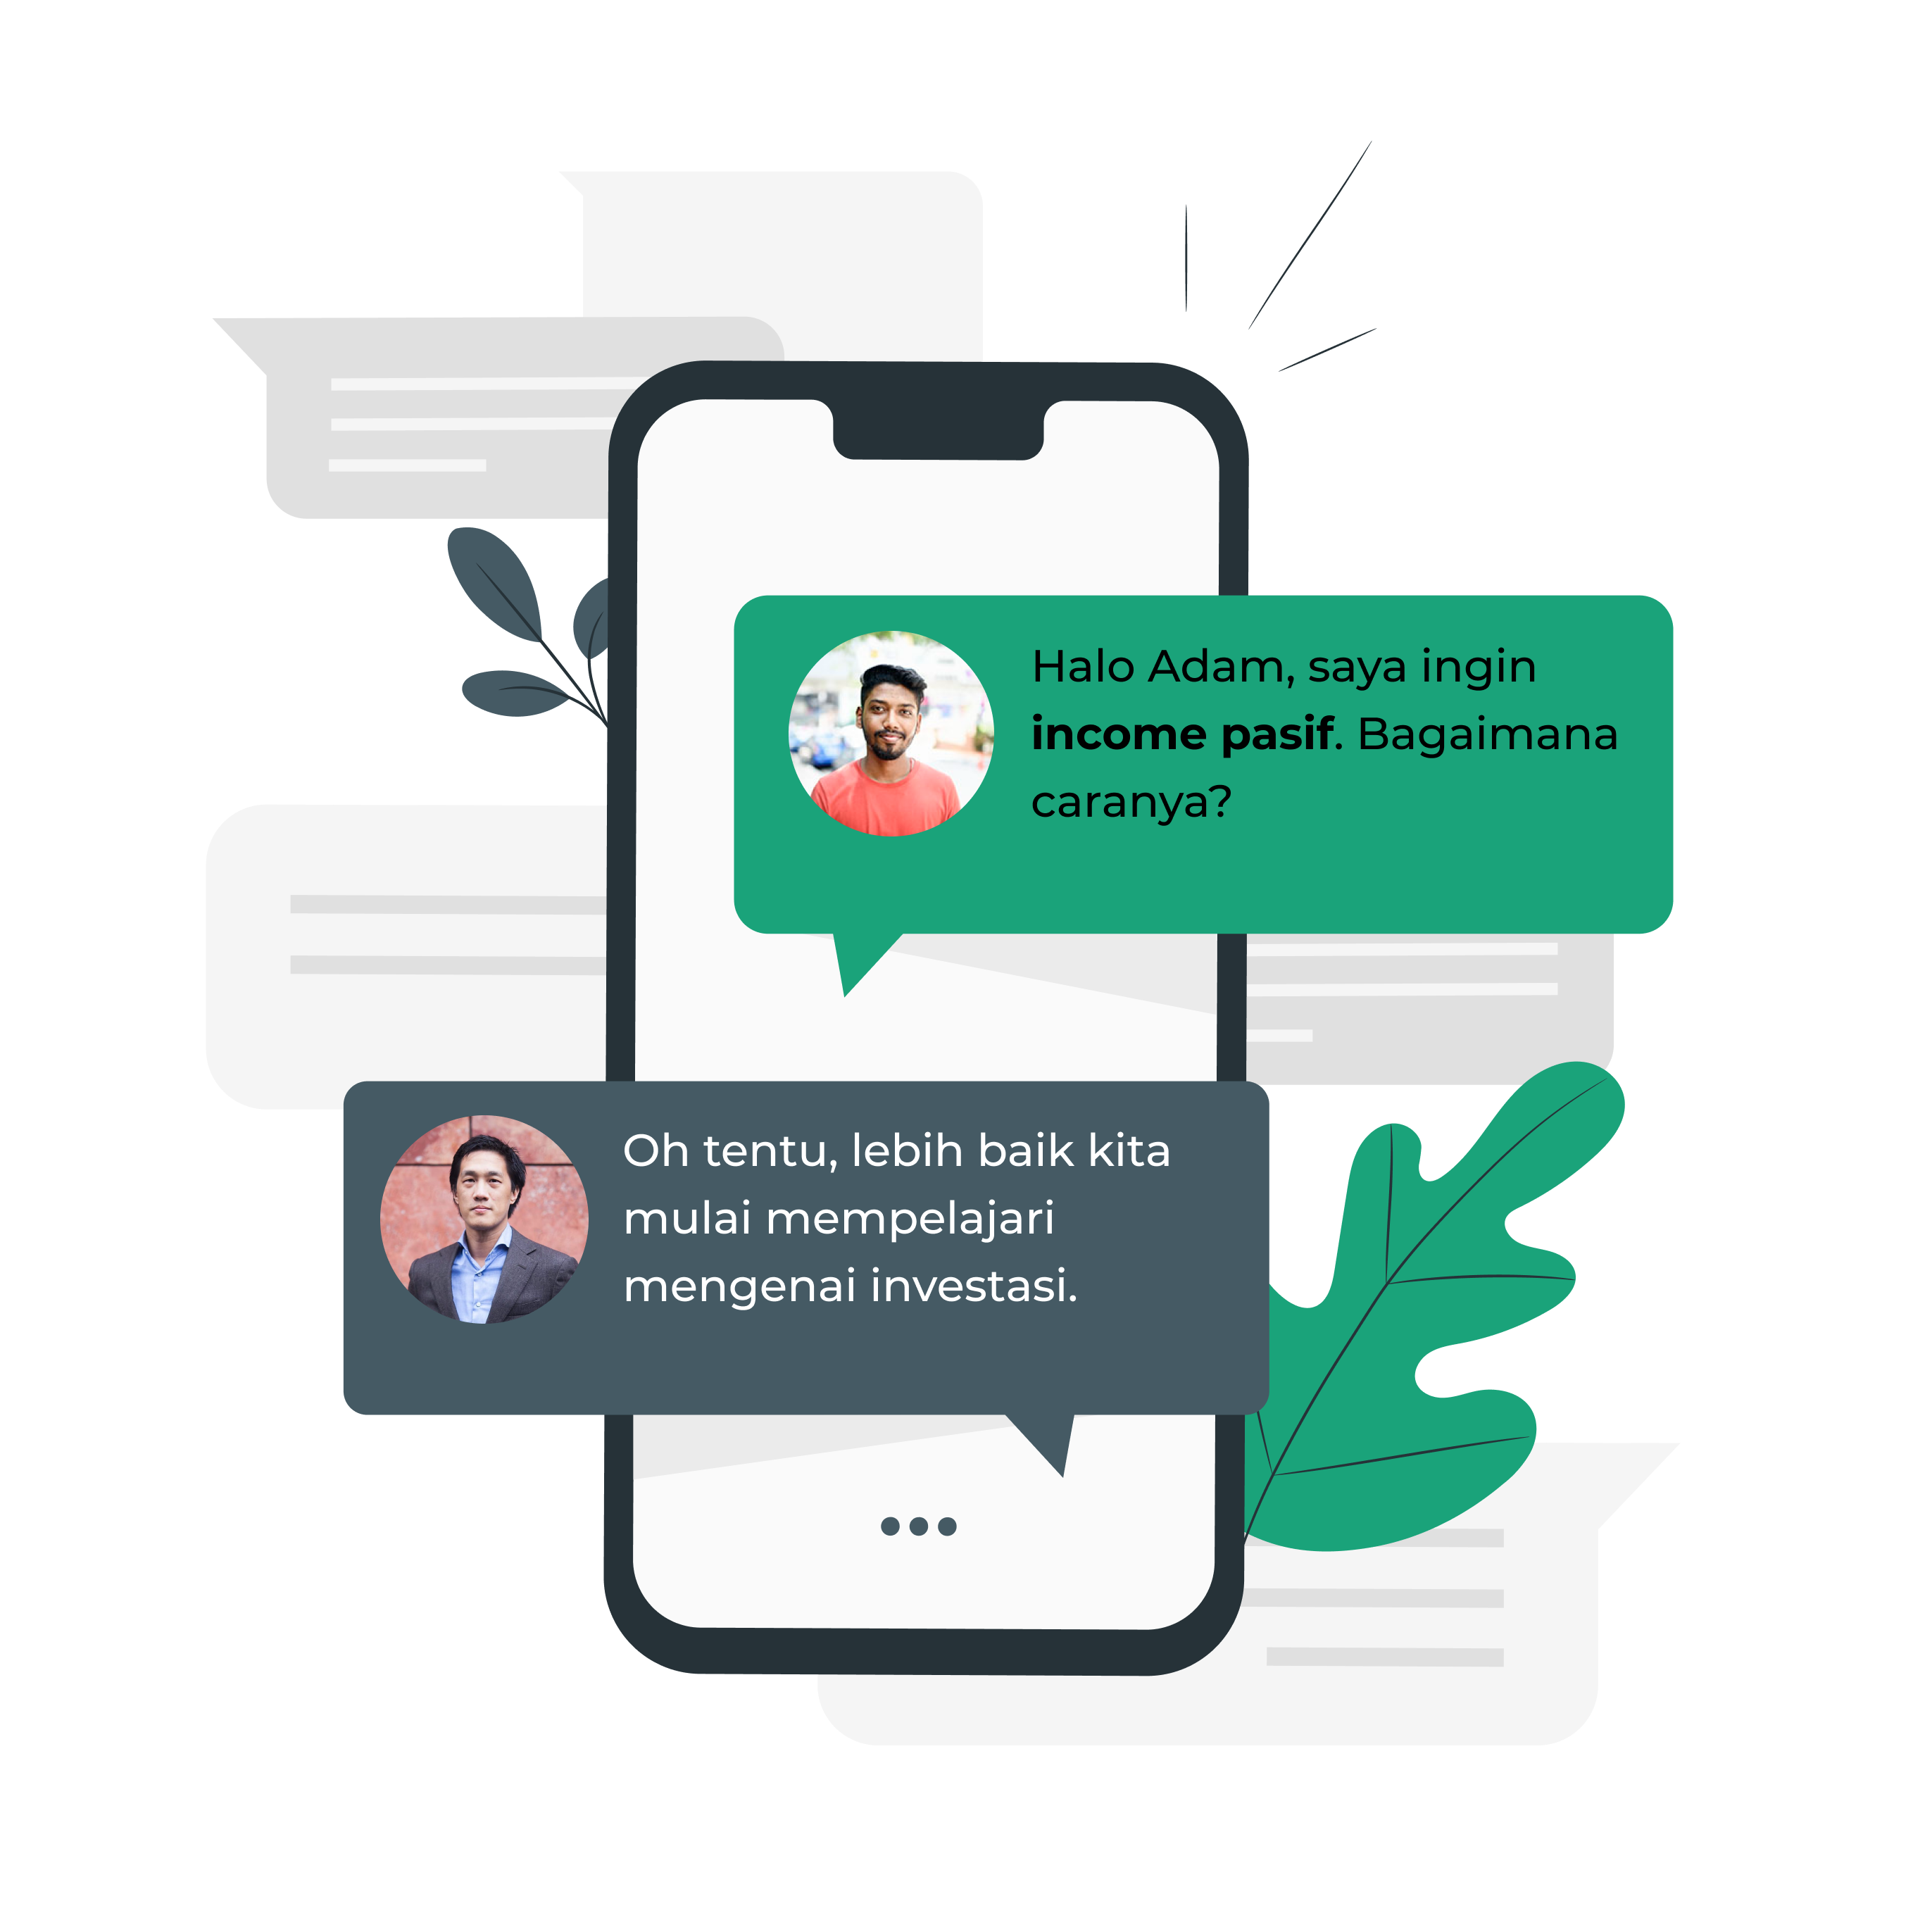 Halo Adam, saya ingin
income pasif. Bagaimana
caranya?
Oh tentu, lebih baik kita
mulai mempelajari
mengenai investasi.